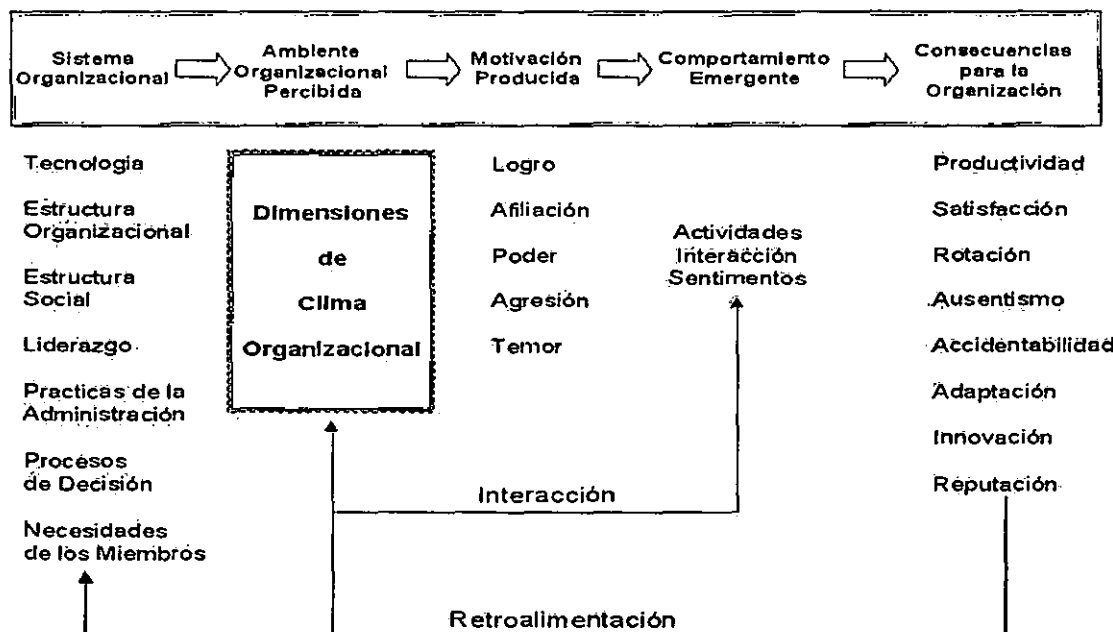 Sistema
Organizacional
Ambiente
Organizacional
Percibida
Motivación
Producida
Comportamiento
Emergente
Consecuencias
para la
Organización
Tecnología
Estructura
Organizacional
Estructura
Social
Liderazgo
Practicas de la
Administración
Procesos
de Decisión
Necesidades
de los Miembros
Dimensiones
de
Clima
Organizacional
Logro
Afiliación
Poder
Agresión
Temor
Actividades
Interacción
Sentimentos
Productividad
Satisfacción
Rotación
Ausentismo
Accidentabilidad
Adaptación
Innovación
Reputación
Interacción
Retroalimentación